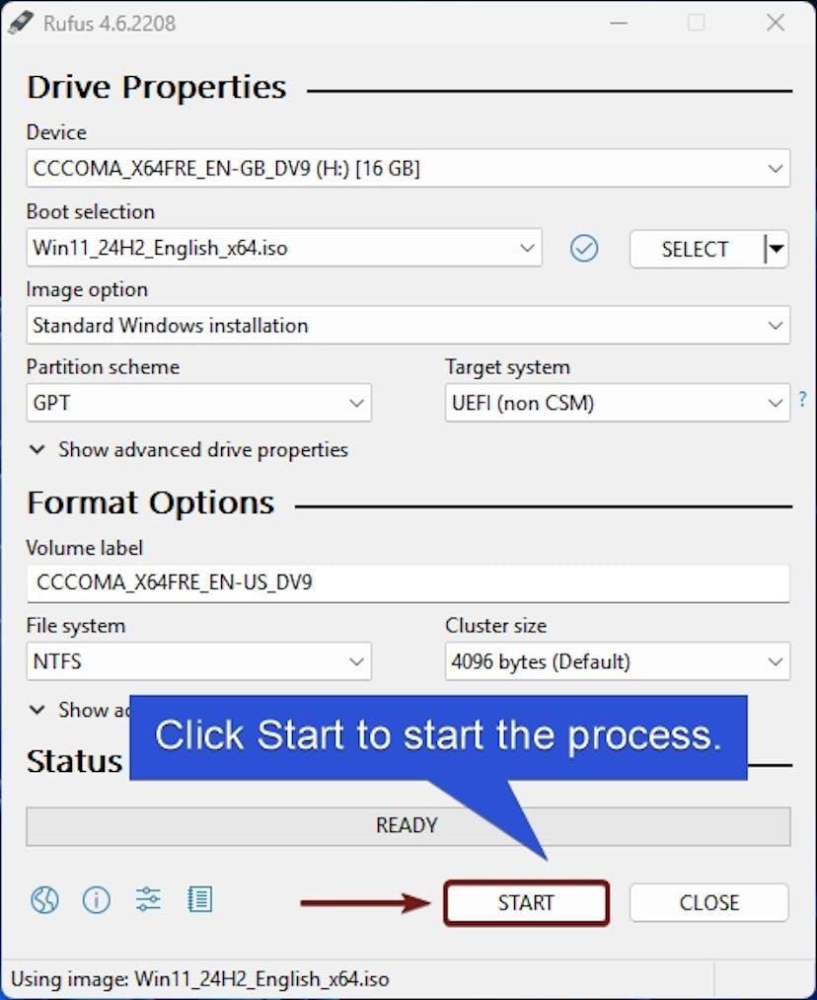 Rufus 4.6.2208
Drive Properties
Device
CCCOMA_X64FRE_EN-GB_DV9 (H:) [16 GB]
Boot selection
Win11_24H2_English_x64.iso
SELECT
Image option
Standard Windows installation
Partition scheme
Target system
GPT
UEFI (non CSM)
?
Show advanced drive properties
Format Options
Volume label
CCCOMA_X64FRE_EN-US_DV9
File system
Cluster size
NTFS
4096 bytes (Default)
Show
Click Start to start the process.
Status
READY
START
CLOSE
Using image: Win11_24H2_English_x64.iso